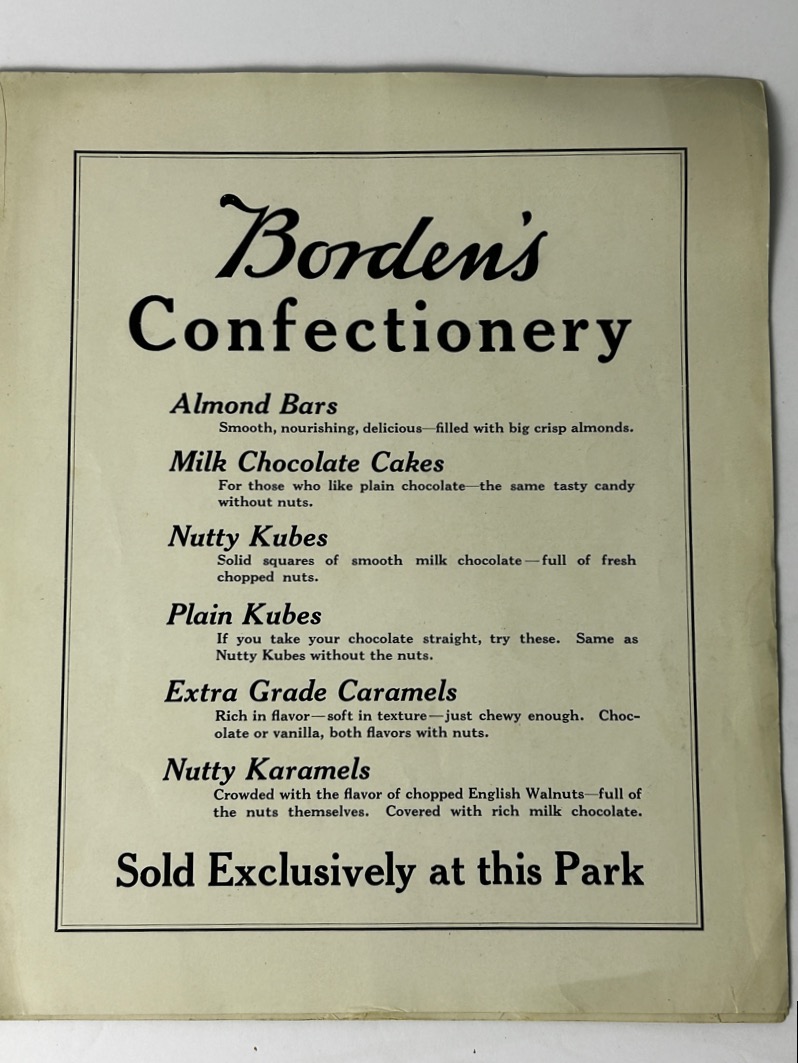 Borden's
Confectionery
Almond Bars
Smooth, nourishing, delicious—filled with big crisp almonds.
Milk Chocolate Cakes
For those who like plain chocolate—the same tasty candy
without nuts.
Nutty Kubes
Solid squares of smooth milk chocolate—full of fresh
chopped nuts.
Plain Kubes
If you take your chocolate straight, try these. Same as
Nutty Kubes without the nuts.
Extra Grade Caramels
Rich in flavor—soft in texture—just chewy enough. Choc-
olate or vanilla, both flavors with nuts.
Nutty Karamels
Crowded with the flavor of chopped English Walnuts—full of
the nuts themselves. Covered with rich milk chocolate.
Sold Exclusively at this Park